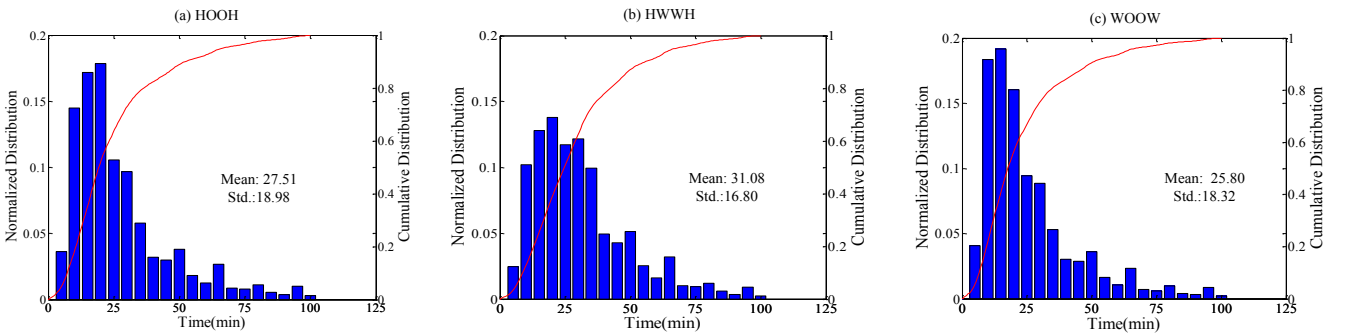 (a) HOOH
0.2
0.15
0.1
0.05
0
Normalized Distribution
0
25
50
75
100
125
Time(min)
1
0.8
0.6
0.4
0.2
0
Cumulative Distribution
Mean: 27.51
Std.:18.98
(b) HWWH
0.2
0.15
0.1
0.05
0
Normalized Distribution
0
25
50
75
100
125
Time(min)
1
0.8
0.6
0.4
0.2
0
Cumulative Distribution
Mean: 31.08
Std.:16.80
(c) WOOW
0.2
0.15
0.1
0.05
0
Normalized Distribution
0
25
50
75
100
125
Time(min)
1
0.8
0.6
0.4
0.2
0
Cumulative Distribution
Mean: 25.80
Std.:18.32